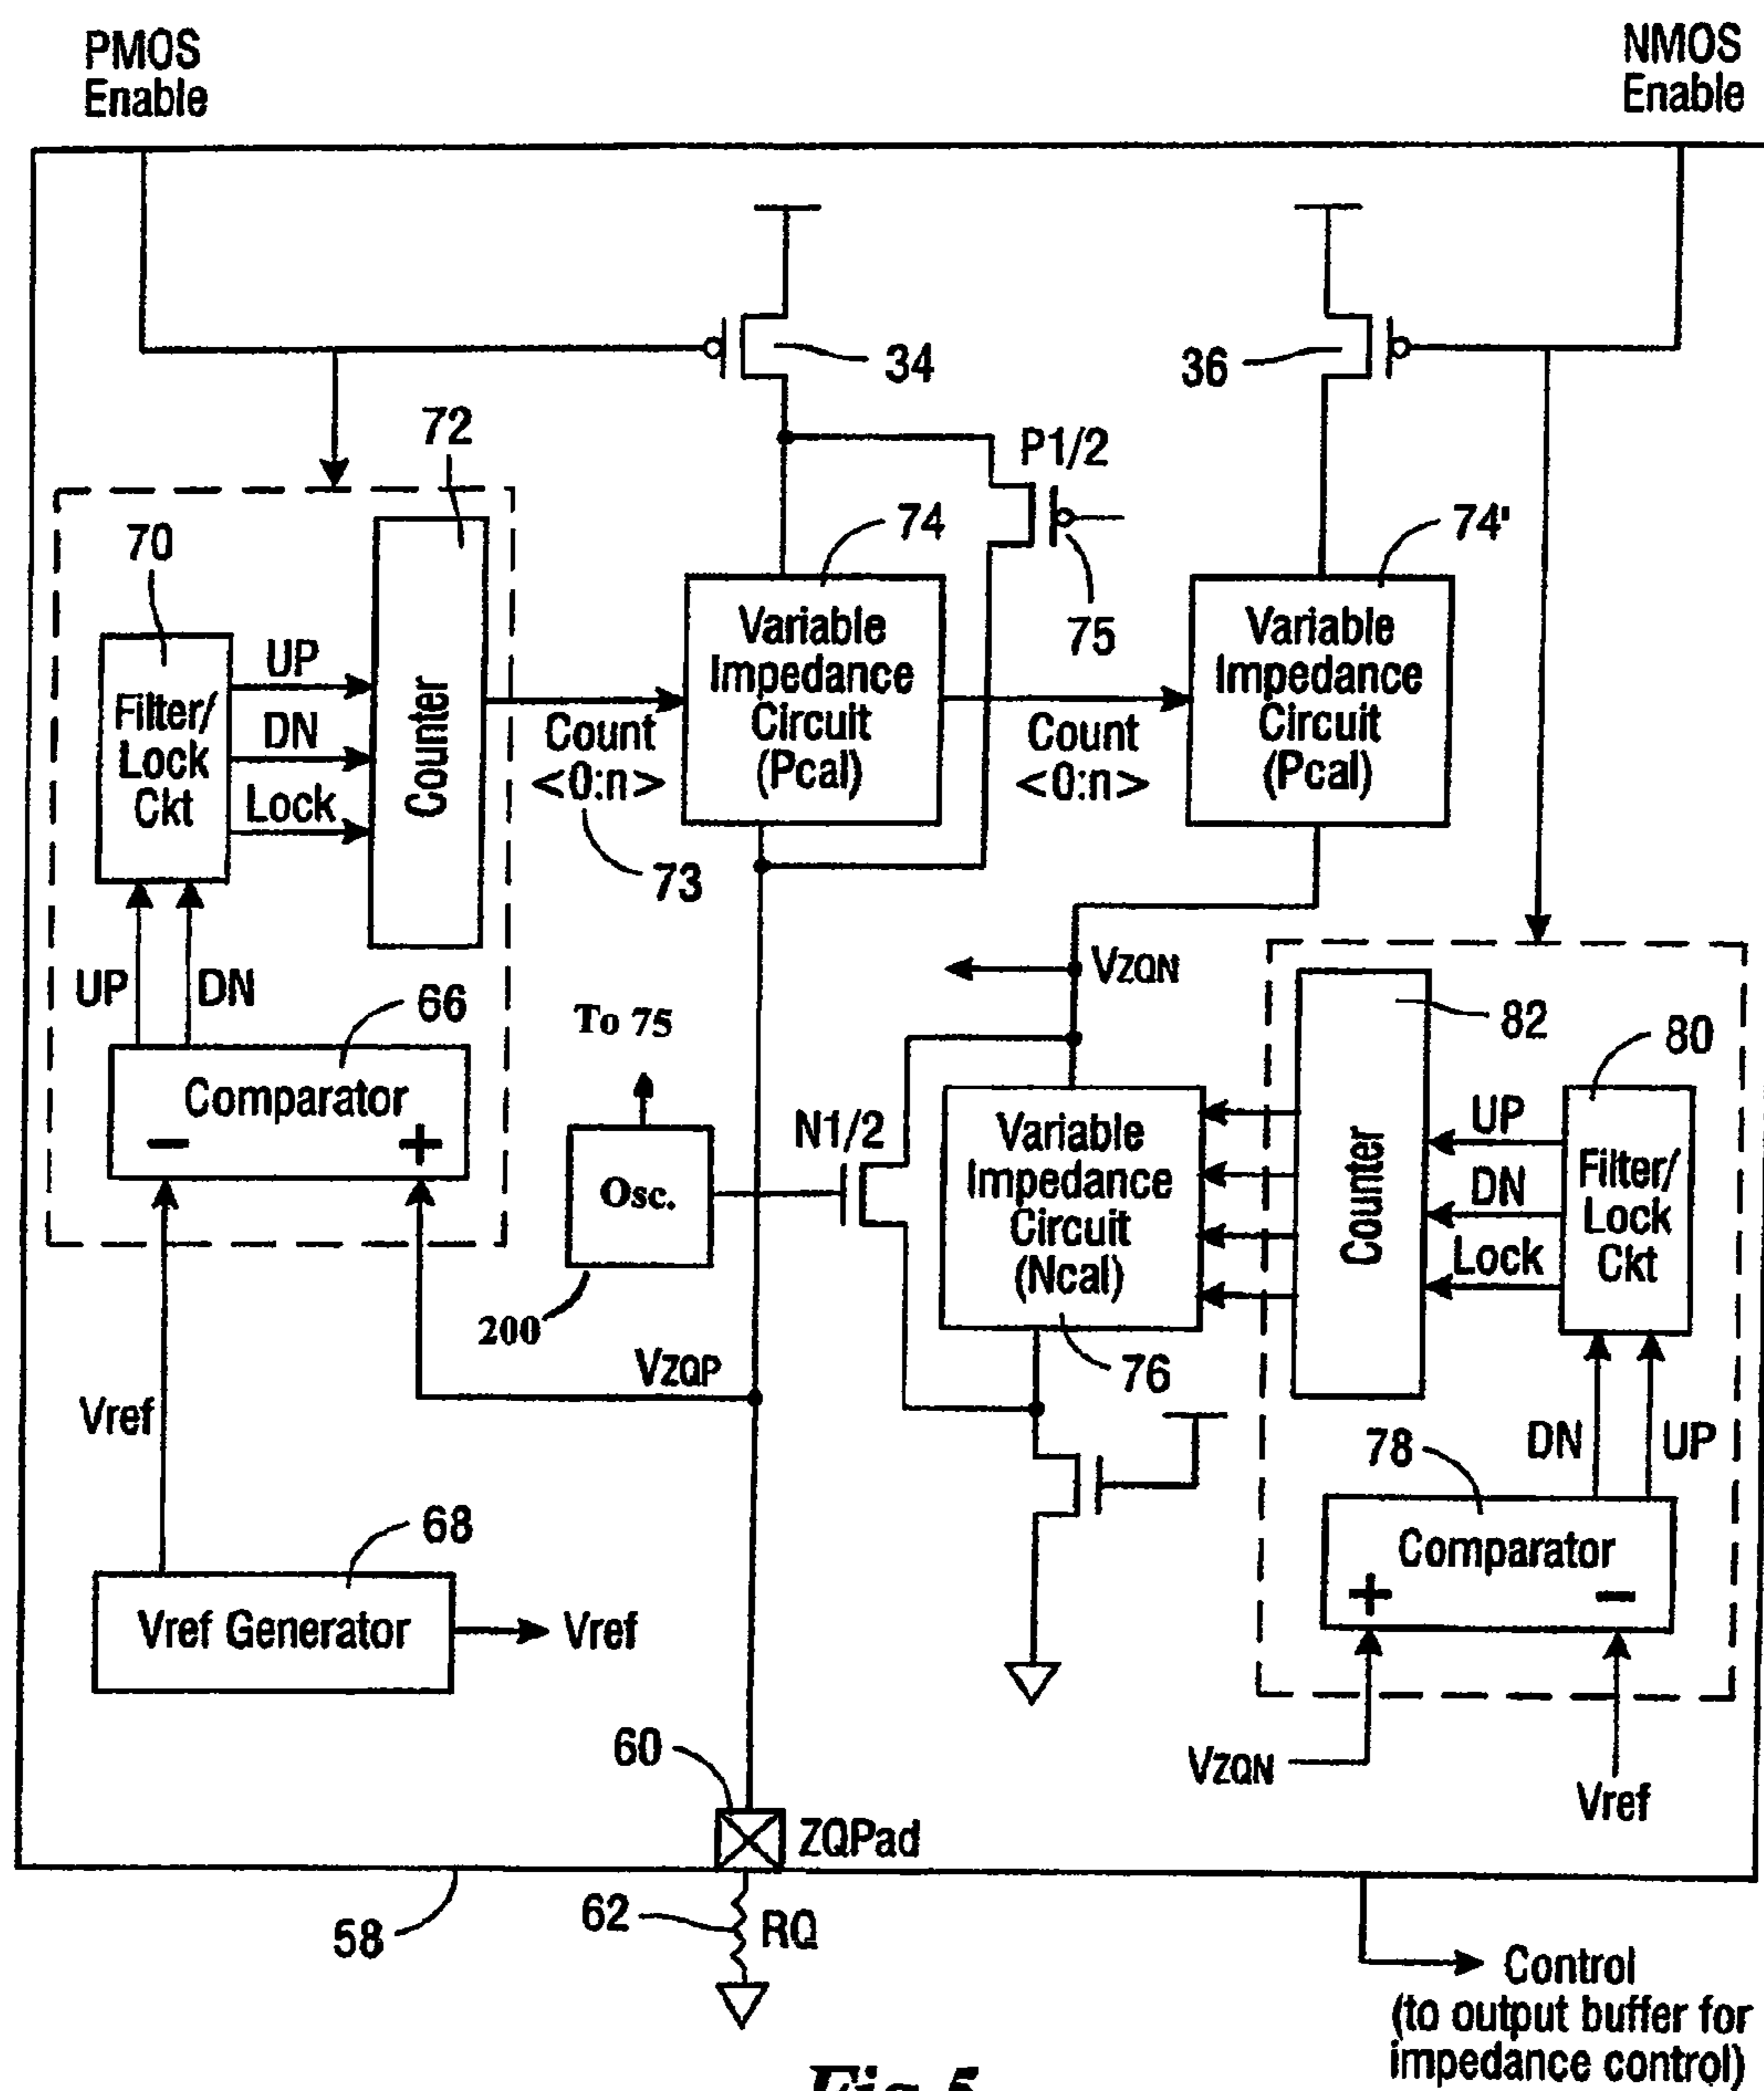 PMOS
Enable
NMOS
Enable
34
36
72
P1/2
70
74
74'
75
Variable
Impedance
Circuit
(Pcal)
Variable
Impedance
Circuit
(Pcal)
Filter/
Lock
Ckt
UP
DN
Lock
Counter
Count
<0:n>
73
Count
<0:n>
UP
DN
66
To 75
VZQN
82
80
Comparator
−
+
Osc.
200
N1/2
Variable
Impedance
Circuit
(Ncal)
76
Counter
UP
DN
Lock
Filter/
Lock
Ckt
VZQP
Vref
DN
UP
78
68
Comparator
+
−
Vref Generator
Vref
60
VZQN
Vref
ZQPad
58
62
RQ
Control
(to output buffer for
impedance control)
Fig 5